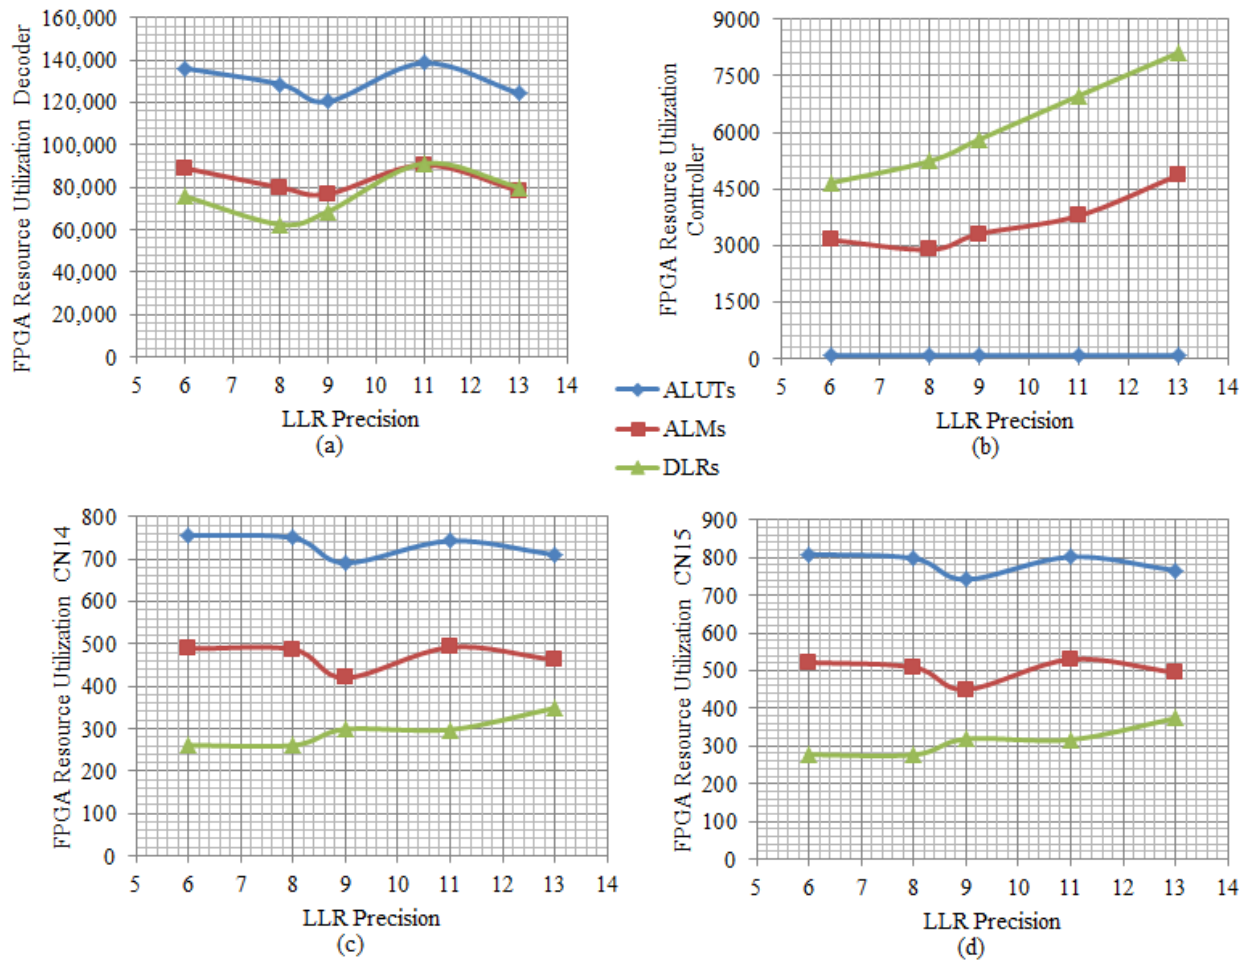 FPGA Resource Utilization Decoder
160,000
140,000
120,000
100,000
80,000
60,000
40,000
20,000
0
5 6 7 8 9 10 11 12 13 14
LLR Precision
(a)
FPGA Resource Utilization
Controller
9000
7500
6000
4500
3000
1500
0
5 6 7 8 9 10 11 12 13 14
LLR Precision
(b)
ALUTs
ALMs
DLRs
FPGA Resource Utilization CN14
800
700
600
500
400
300
200
100
0
5 6 7 8 9 10 11 12 13 14
LLR Precision
(c)
FPGA Resource Utilization CN15
900
800
700
600
500
400
300
200
100
0
5 6 7 8 9 10 11 12 13 14
LLR Precision
(d)